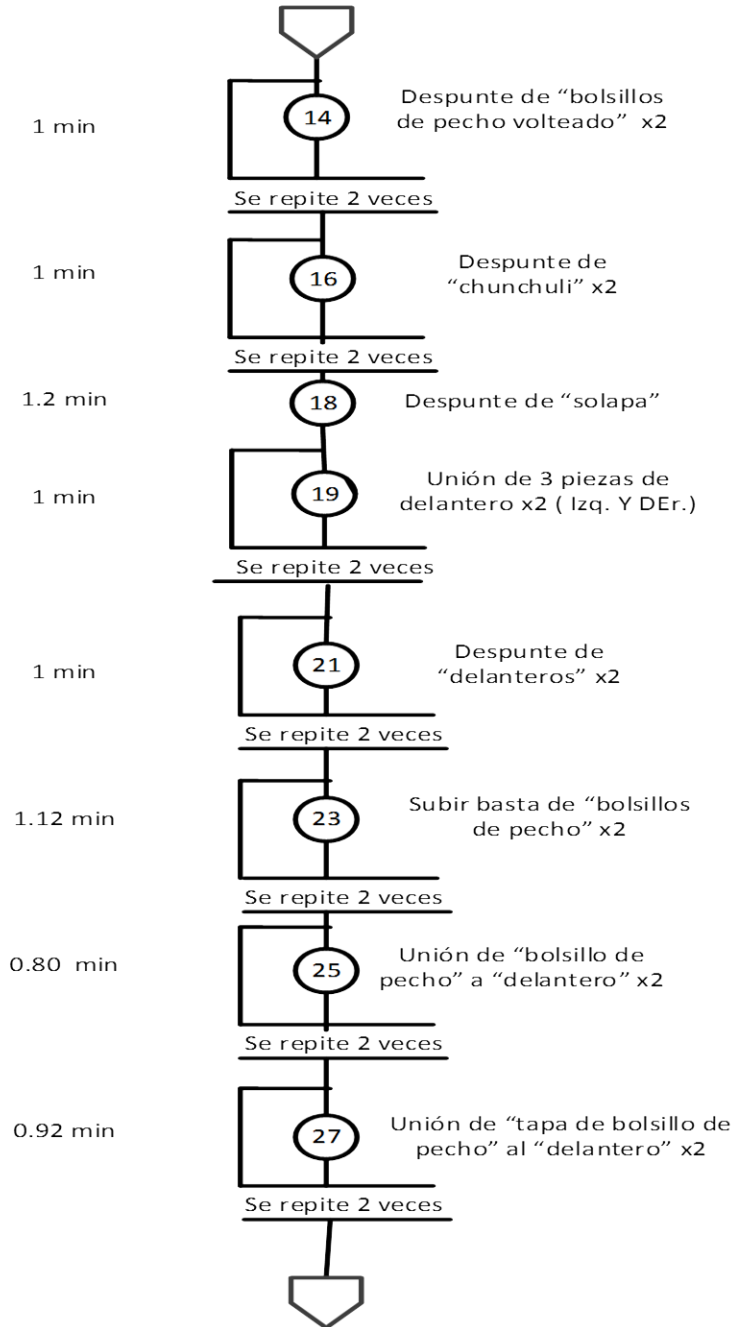 1 min
14
Despunte de “bolsillos
de pecho volteado” x2
Se repite 2 veces
1 min
16
Despunte de
“chunchuli” x2
Se repite 2 veces
1.2 min
18
Despunte de “solapa”
1 min
19
Unión de 3 piezas de
delantero x2 ( Izq. Y DEr.)
Se repite 2 veces
1 min
21
Despunte de
“delanteros” x2
Se repite 2 veces
1.12 min
23
Subir basta de “bolsillos
de pecho” x2
Se repite 2 veces
0.80 min
25
Unión de “bolsillo de
pecho” a “delantero” x2
Se repite 2 veces
0.92 min
27
Unión de “tapa de bolsillo de
pecho” al “delantero” x2
Se repite 2 veces